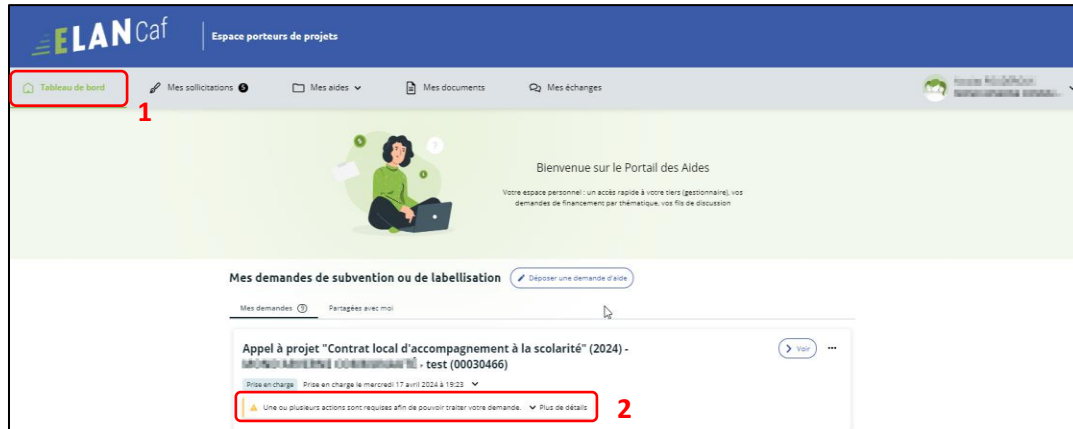 ELAN Caf
Espace porteurs de projets
Tableau de bord
Mes sollicitations 5
Mes aides
Mes documents
Mes échanges
1
Bienvenue sur le Portail des Aides
Votre espace personnel : un accès rapide à votre tiers (gestionnaire), vos
demandes de financement par thématique, vos fils de discussion
Mes demandes de subvention ou de labellisation
Déposer une demande d'aide
Mes demandes 9
Partagées avec moi
Appel à projet "Contrat local d'accompagnement à la scolarité" (2024) -
- test (00030466)
Voir
Prise en charge Prise en charge le mercredi 17 avril 2024 à 19:23
Une ou plusieurs actions sont requises afin de pouvoir traiter votre demande. Plus de détails
2